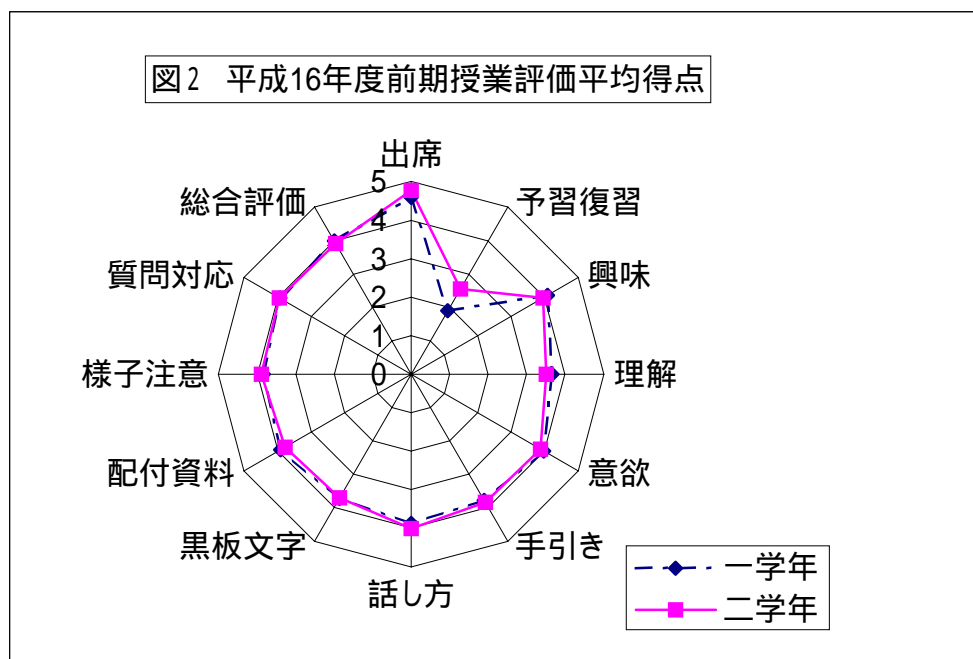 図2 平成16年度前期授業評価平均得点
出席
予習復習
興味
理解
意欲
手引き
話し方
黒板文字
配付資料
様子注意
質問対応
総合評価
5
4
3
2
1
0
一学年
二学年